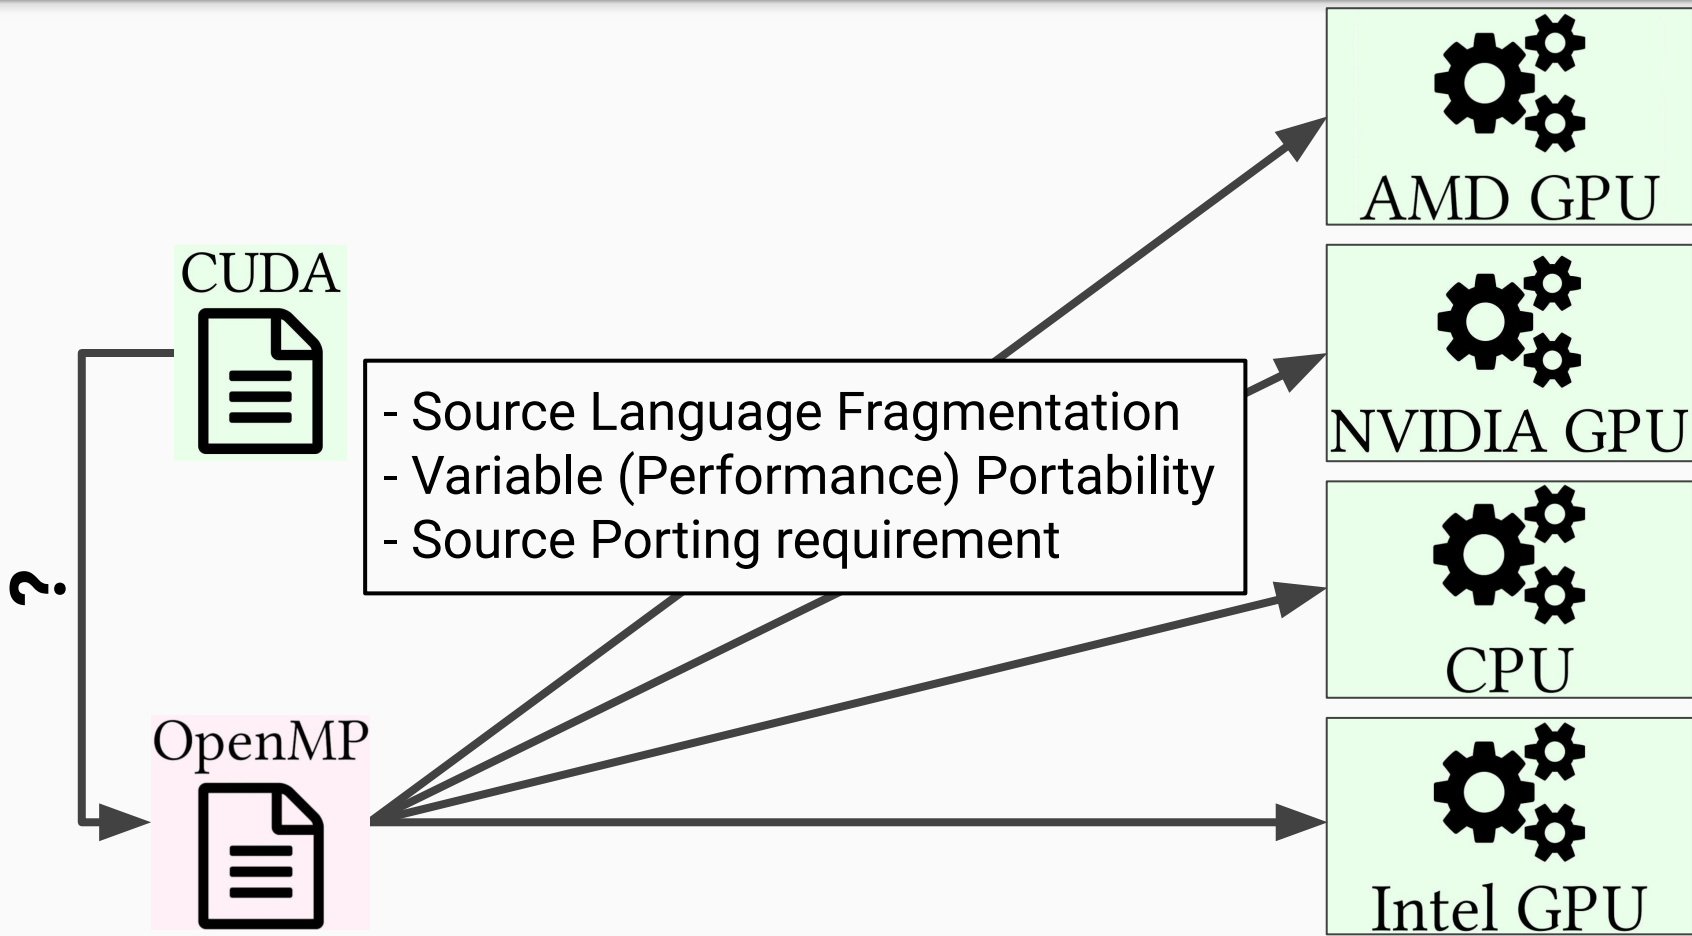 AMD GPU
CUDA
- Source Language Fragmentation
- Variable (Performance) Portability
- Source Porting requirement
NVIDIA GPU
?
CPU
OpenMP
Intel GPU